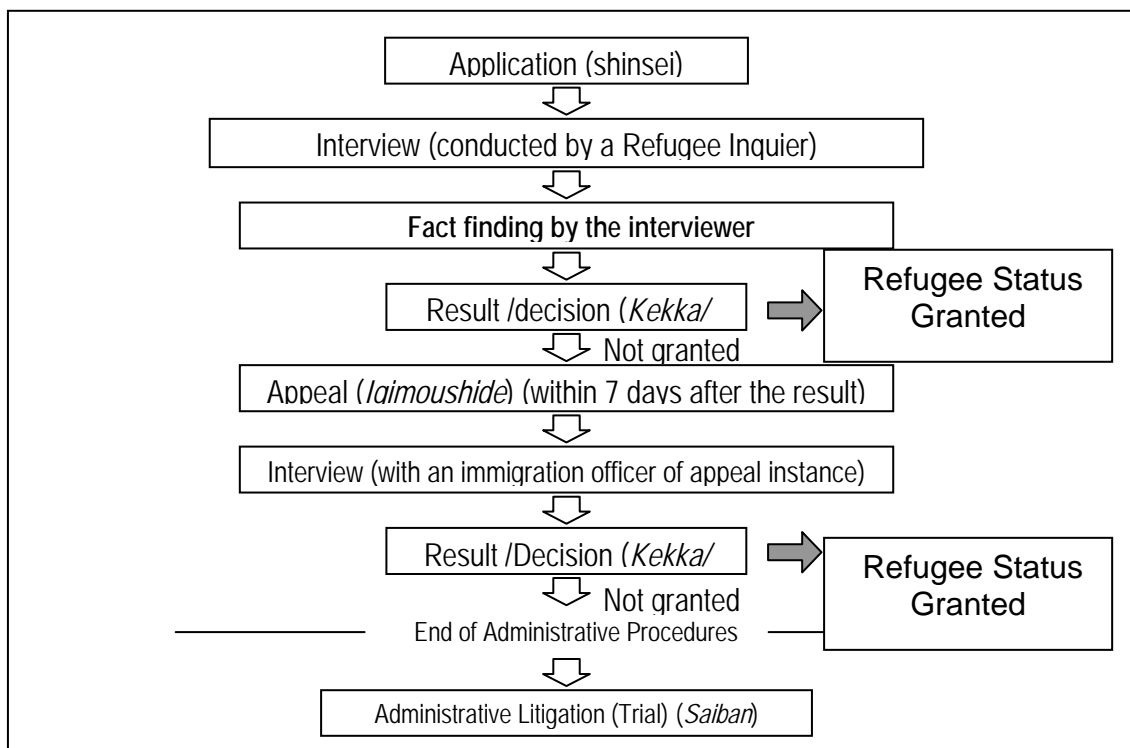 Application (shinsei)
Interview (conducted by a Refugee Inquier)
Fact finding by the interviewer
Result /decision (Kekka/
Refugee Status
Granted
Not granted
Appeal (Iqimoushide) (within 7 days after the result)
Interview (with an immigration officer of appeal instance)
Result /Decision (Kekka/
Refugee Status
Granted
Not granted
End of Administrative Procedures
Administrative Litigation (Trial) (Saiban)